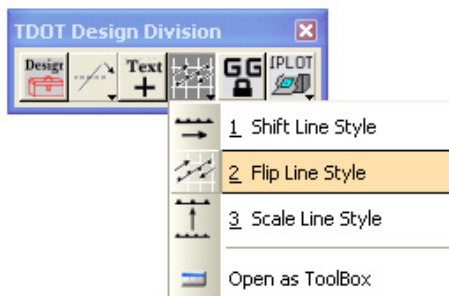 TDOT Design Division
Design
Text
GG
IPLOT
1 Shift Line Style
2 Flip Line Style
3 Scale Line Style
Open as ToolBox